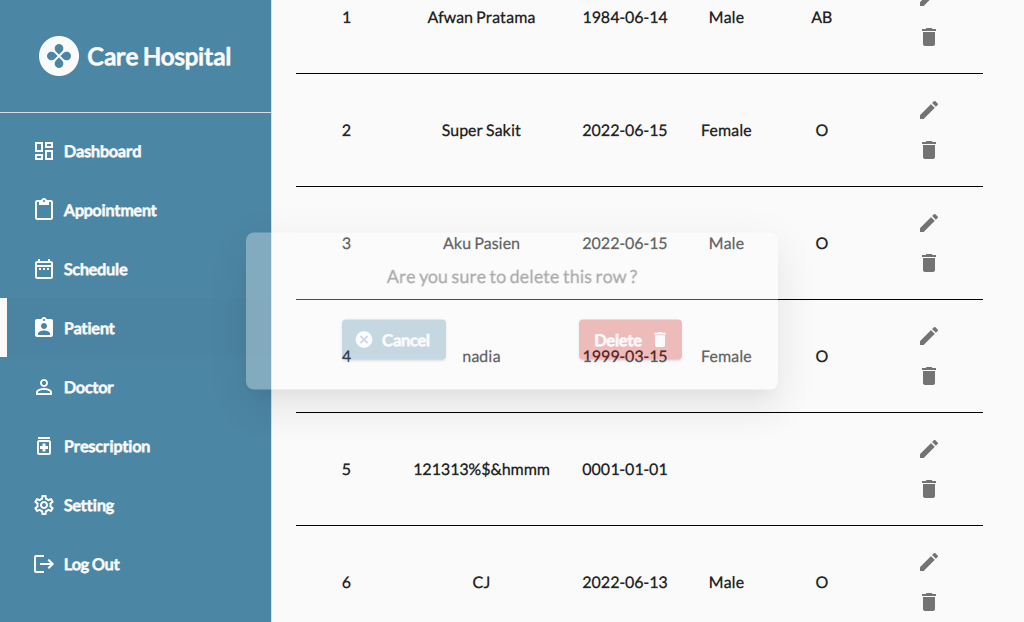 Care Hospital
Dashboard
Appointment
Schedule
Patient
Doctor
Prescription
Setting
Log Out
1 Afwan Pratama 1984-06-14 Male AB
2 Super Sakit 2022-06-15 Female O
3 Aku Pasien 2022-06-15 Male O
Are you sure to delete this row ?
Cancel Delete
4 nadia 1999-03-15 Female O
5 121313%$&hmmm 0001-01-01
6 CJ 2022-06-13 Male O